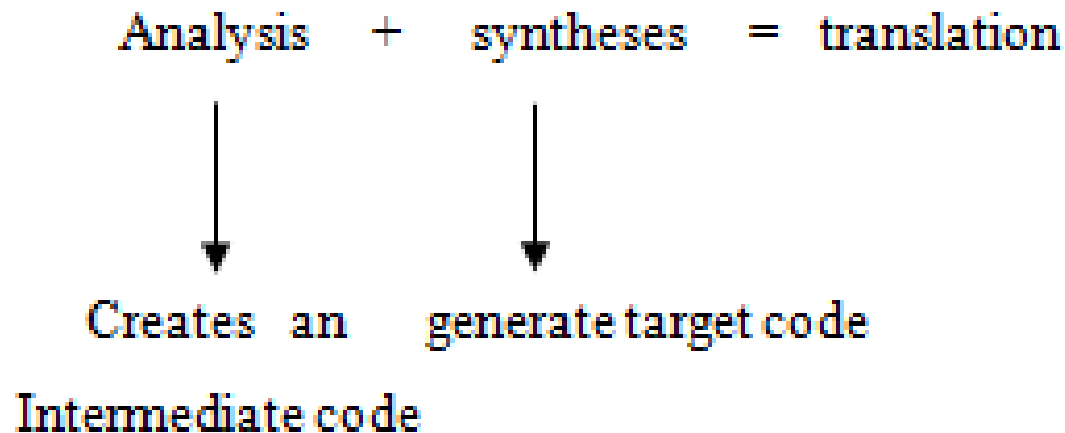 Analysis + syntheses = translation
Creates an generate target code
Intermediate code